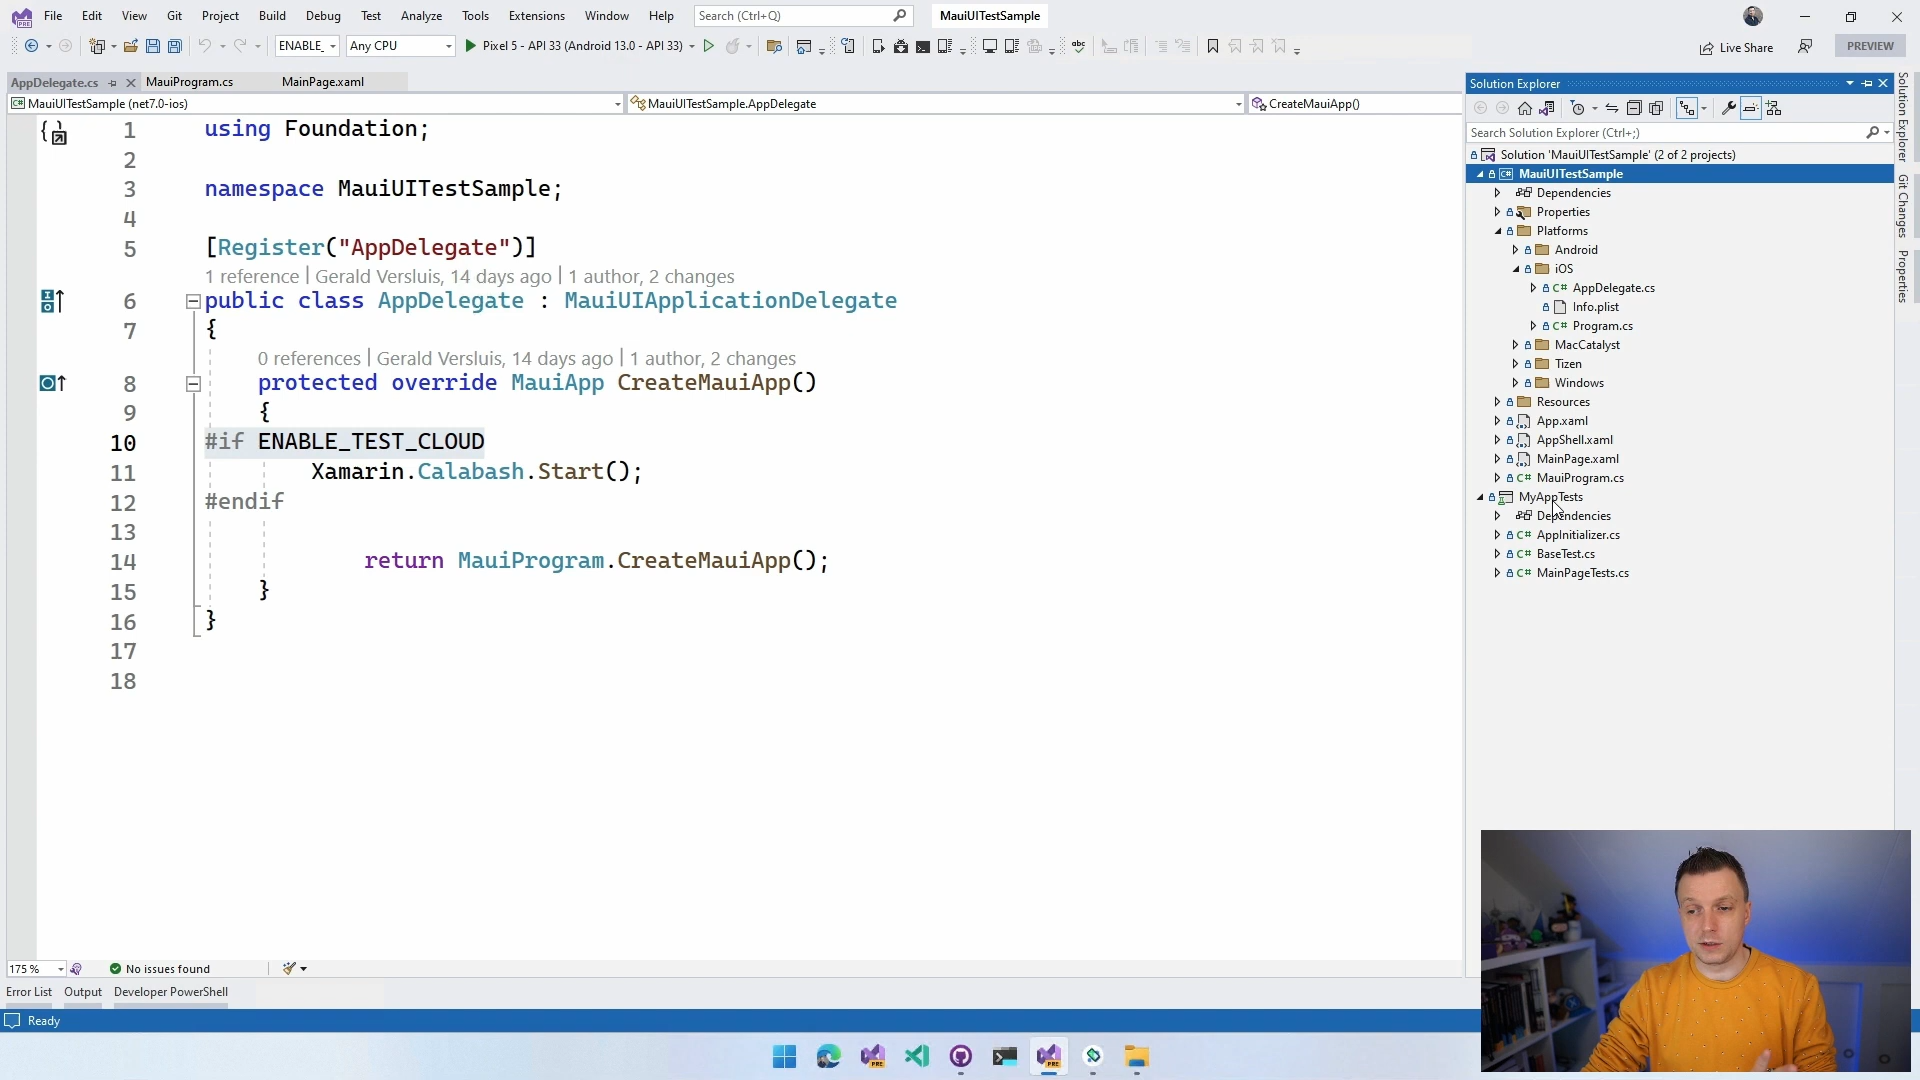 File Edit View Git Project Build Debug Test Analyze Tools Extensions Window Help Search (Ctrl+Q) MauiUITestSample
ENABLE_ Any CPU Pixel 5 - API 33 (Android 13.0 - API 33) Live Share PREVIEW
AppDelegate.cs MauiProgram.cs MainPage.xaml
MauiUITestSample (net7.0-ios) MauiUITestSample.AppDelegate CreateMauiApp()
1 using Foundation;
2
3 namespace MauiUITestSample;
4
5 [Register("AppDelegate")]
1 reference | Gerald Versluis, 14 days ago | 1 author, 2 changes
6 public class AppDelegate : MauiUIApplicationDelegate
7 {
0 references | Gerald Versluis, 14 days ago | 1 author, 2 changes
8 protected override MauiApp CreateMauiApp()
9 {
10 #if ENABLE_TEST_CLOUD
11 Xamarin.Calabash.Start();
12 #endif
13
14 return MauiProgram.CreateMauiApp();
15 }
16 }
17
18
175 % No issues found
Error List Output Developer PowerShell
Ready
Solution Explorer
Search Solution Explorer (Ctrl+;)
Solution 'MauiUITestSample' (2 of 2 projects)
MauiUITestSample
Dependencies
Properties
Platforms
Android
iOS
AppDelegate.cs
Info.plist
Program.cs
MacCatalyst
Tizen
Windows
Resources
App.xaml
AppShell.xaml
MainPage.xaml
MauiProgram.cs
MyAppTests
Dependencies
AppInitializer.cs
BaseTest.cs
MainPageTests.cs
Solution Explorer
Git Changes
Properties